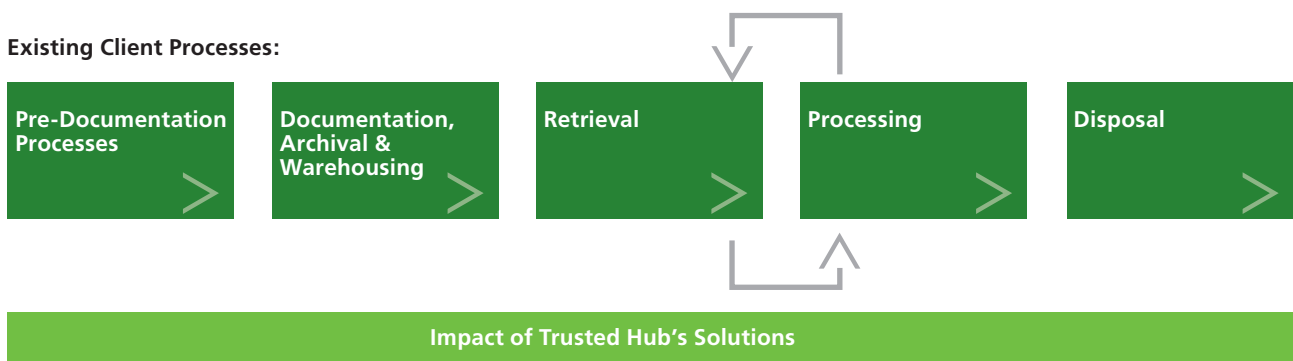 Existing Client Processes:
Pre-Documentation
Processes
Documentation,
Archival &
Warehousing
Retrieval
Processing
Disposal
Impact of Trusted Hub’s Solutions